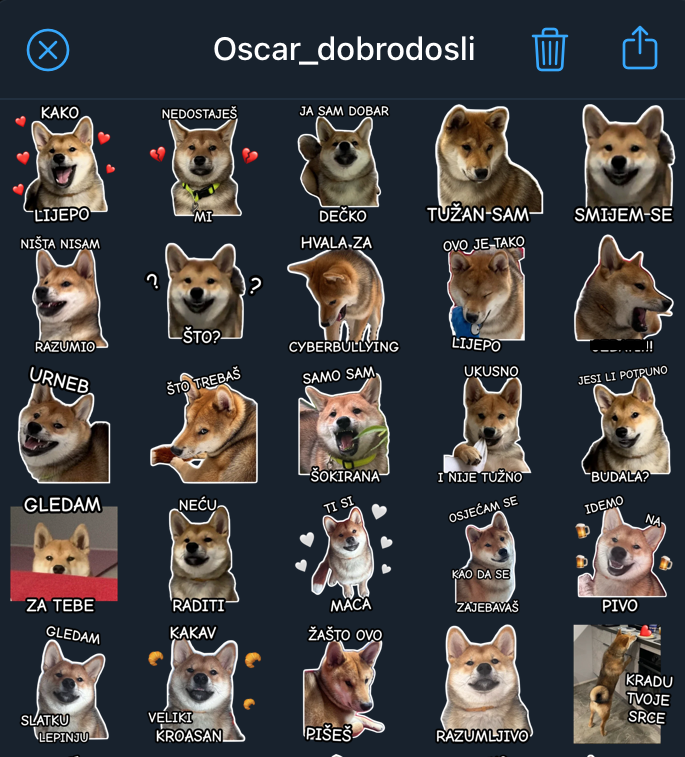 Oscar_dobrodosli
KAKO
LIJEPO
NEDOSTAJEŠ
MI
JA SAM DOBAR
DEČKO
TUŽAN SAM
SMIJEM SE
NIŠTA NISAM
RAZUMIO
?
?
ŠTO?
HVALA ZA
CYBERBULLYING
OVO JE TAKO
LIJEPO
URNEB
ŠTO TREBAŠ
SAMO SAM
ŠOKIRANA
UKUSNO
I NIJE TUŽNO
JESI LI POTPUNO
BUDALA?
GLEDAM
ZA TEBE
NEĆU
RADITI
TI SI
MACA
OSJEĆAM SE
KAO DA SE
ZAJEBAVAŠ
IDEMO
NA
PIVO
GLEDAM
SLATKU
LEPINJU
KAKAV
VELIKI
KROASAN
ŽAŠTO OVO
PIŠEŠ
RAZUMLJIVO
KRADU
TVOJE
SRCE